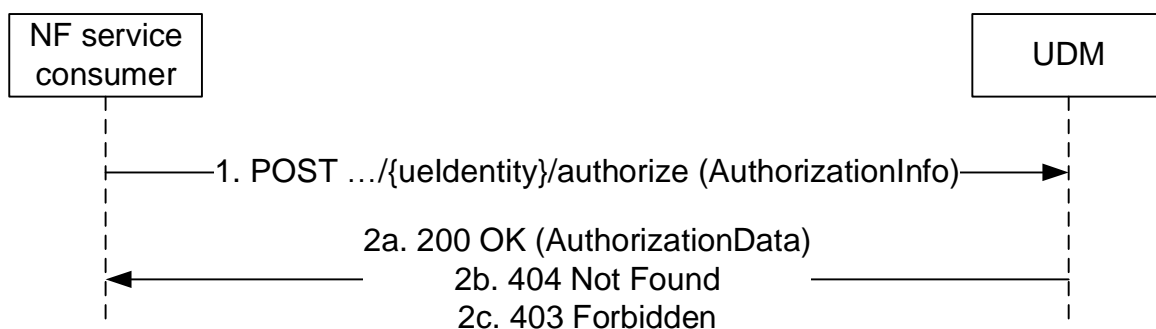 NF service
consumer
UDM
1. POST …/{ueIdentity}/authorize (AuthorizationInfo)
2a. 200 OK (AuthorizationData)
2b. 404 Not Found
2c. 403 Forbidden